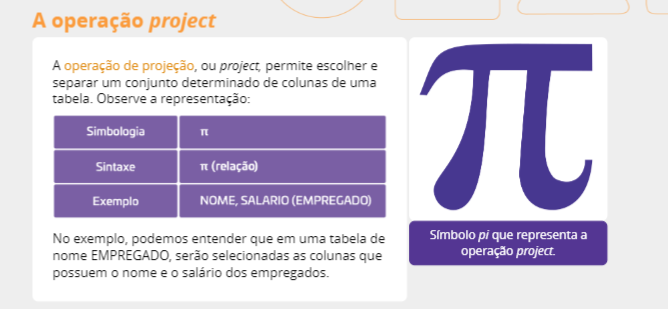 A operação project
A operação de projeção, ou project, permite escolher e
separar um conjunto determinado de colunas de uma
tabela. Observe a representação:
Simbologia π
Sintaxe π (relação)
Exemplo NOME, SALARIO (EMPREGADO)
No exemplo, podemos entender que em uma tabela de
nome EMPREGADO, serão selecionadas as colunas que
possuem o nome e o salário dos empregados.
π
Símbolo pi que representa a
operação project.